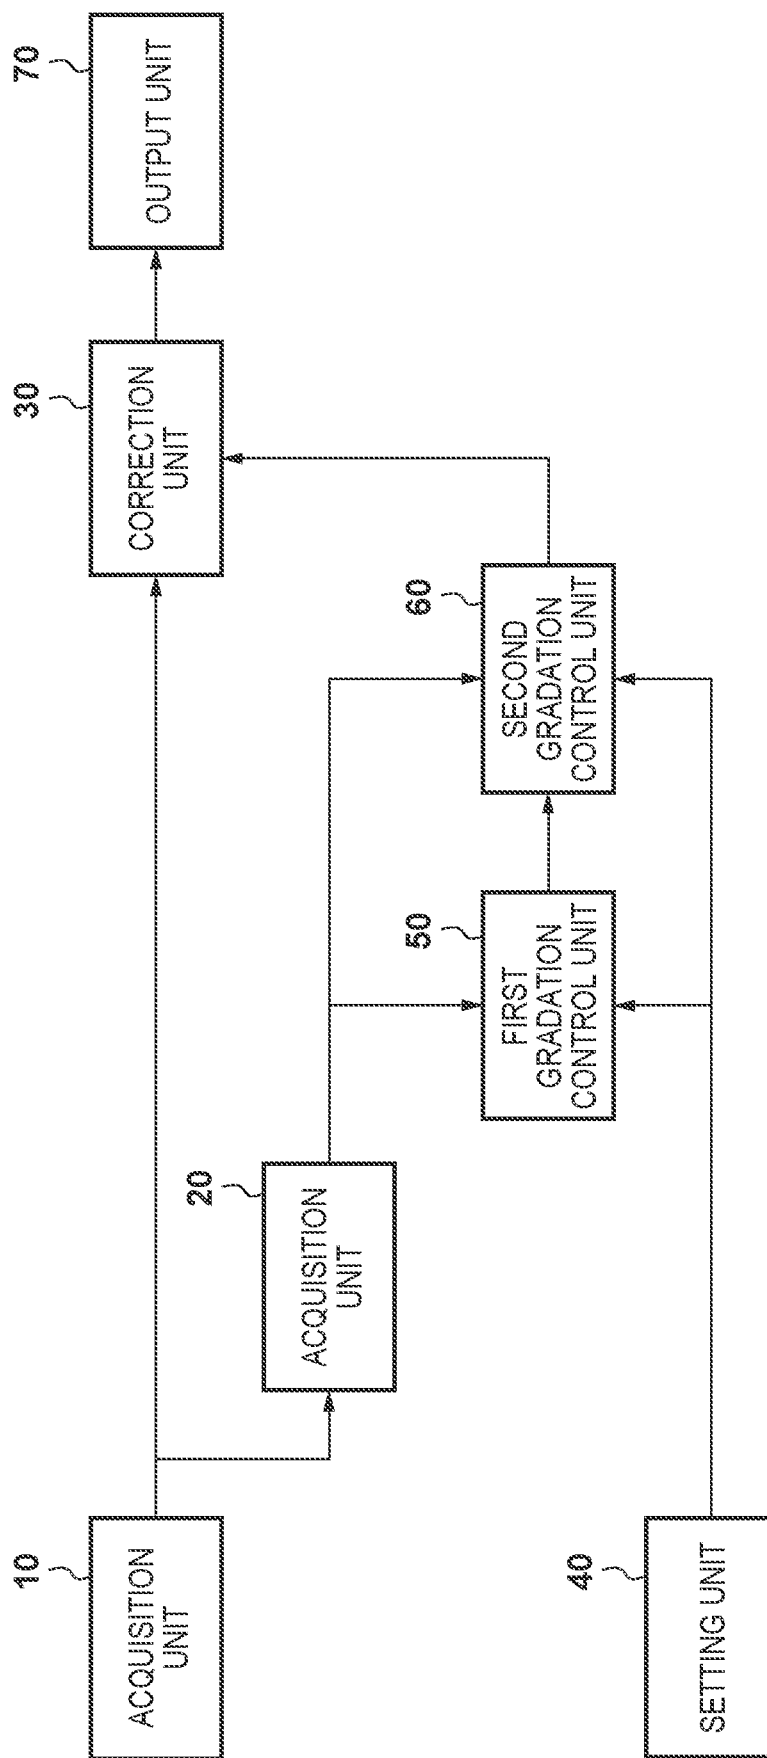 10
ACQUISITION
UNIT
20
ACQUISITION
UNIT
30
CORRECTION
UNIT
70
OUTPUT UNIT
50
FIRST
GRADATION
CONTROL UNIT
60
SECOND
GRADATION
CONTROL UNIT
40
SETTING UNIT